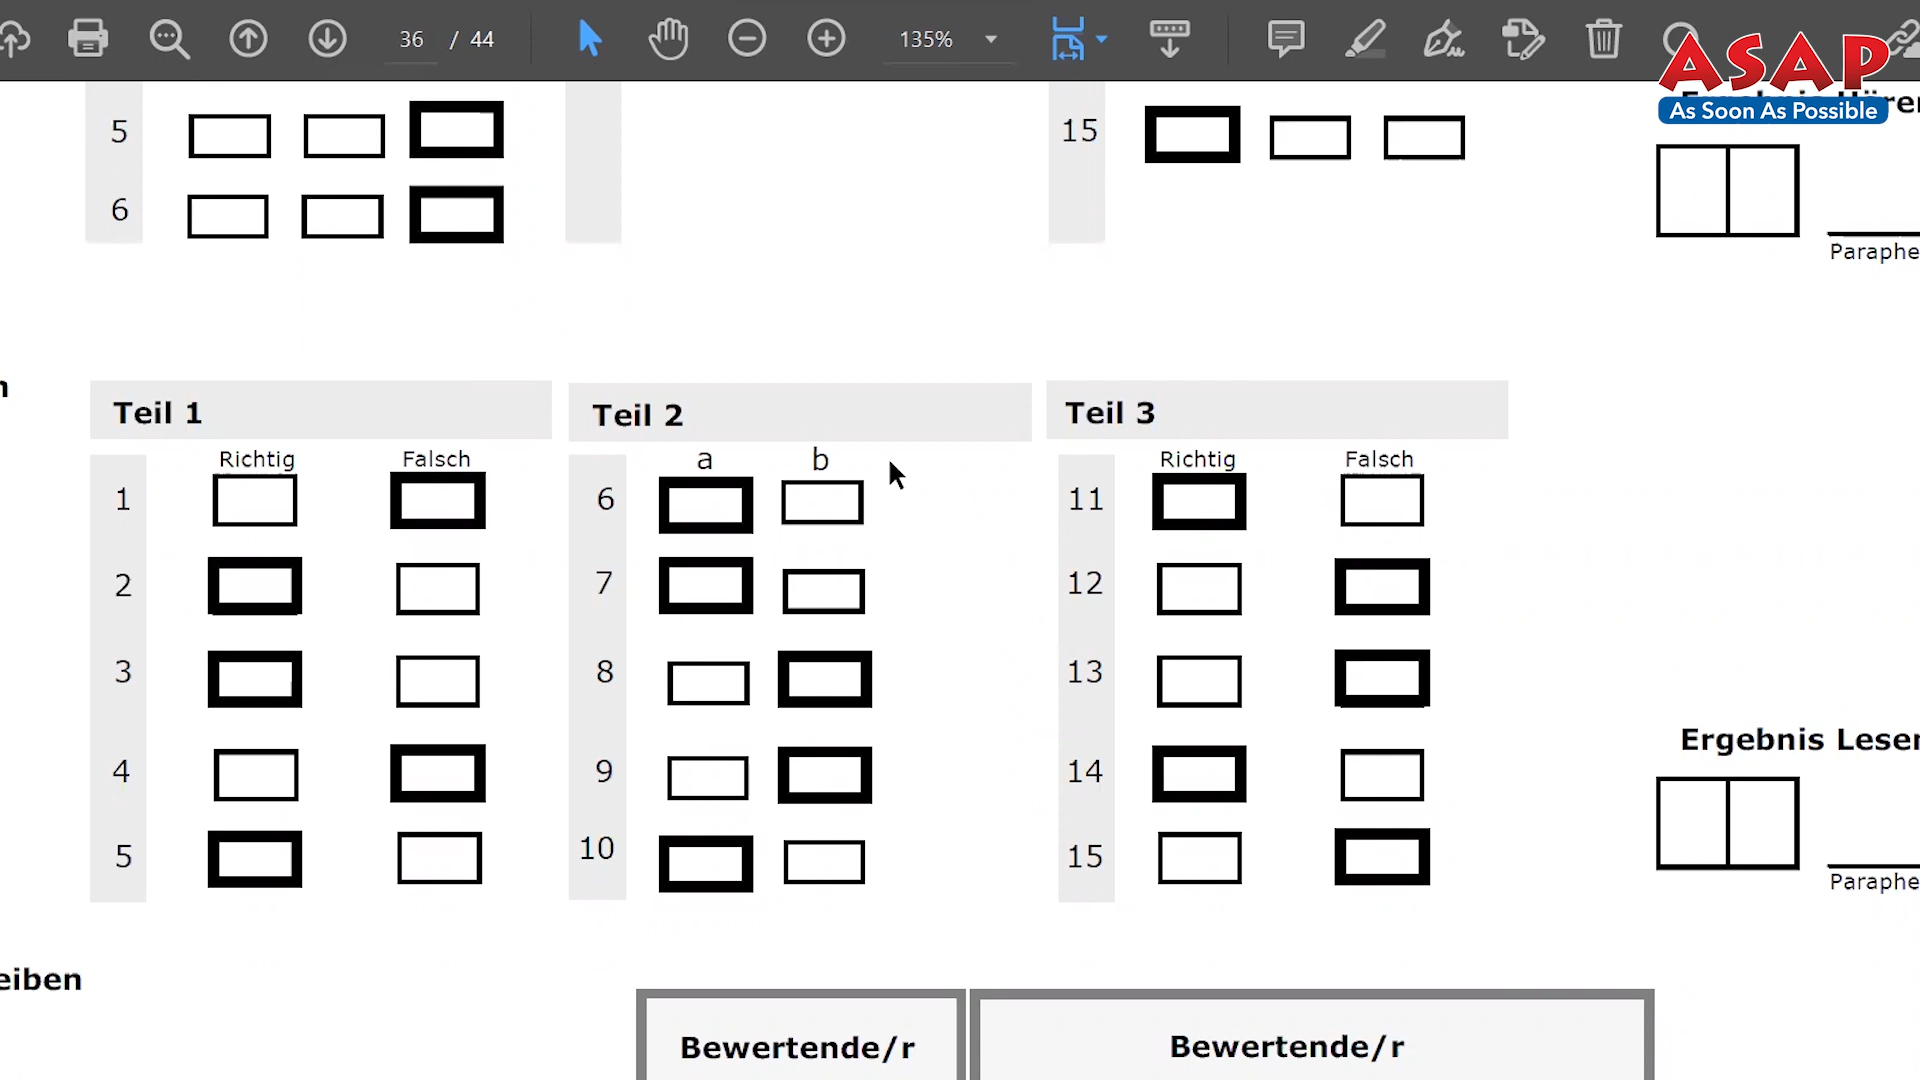 36 / 44
135%
ASAP
As Soon As Possible
5
15
6
Paraphe
n
Teil 1
Teil 2
Teil 3
Richtig Falsch
a b
Richtig Falsch
1
6
11
2
7
12
3
8
13
4
9
14
5
10
15
Ergebnis Lesen
Paraphe
eiben
Bewertende/r
Bewertende/r